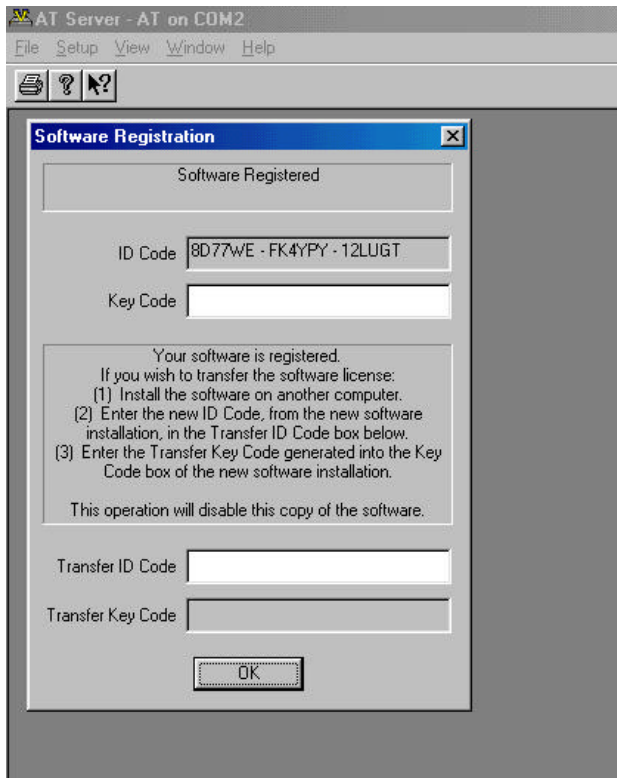 AT Server - AT on COM2
File Setup View Window Help
Software Registration
Software Registered
ID Code 8D77WE - FK4YPY - 12LUGT
Key Code
Your software is registered.
If you wish to transfer the software license:
(1) Install the software on another computer.
(2) Enter the new ID Code, from the new software
installation, in the Transfer ID Code box below.
(3) Enter the Transfer Key Code generated into the Key
Code box of the new software installation.
This operation will disable this copy of the software.
Transfer ID Code
Transfer Key Code
OK